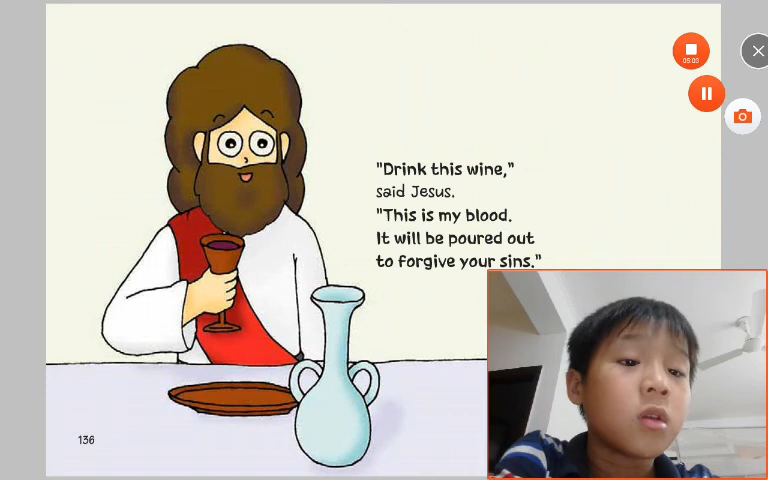 "Drink this wine,"
said Jesus.
"This is my blood.
It will be poured out
to forgive your sins."
136